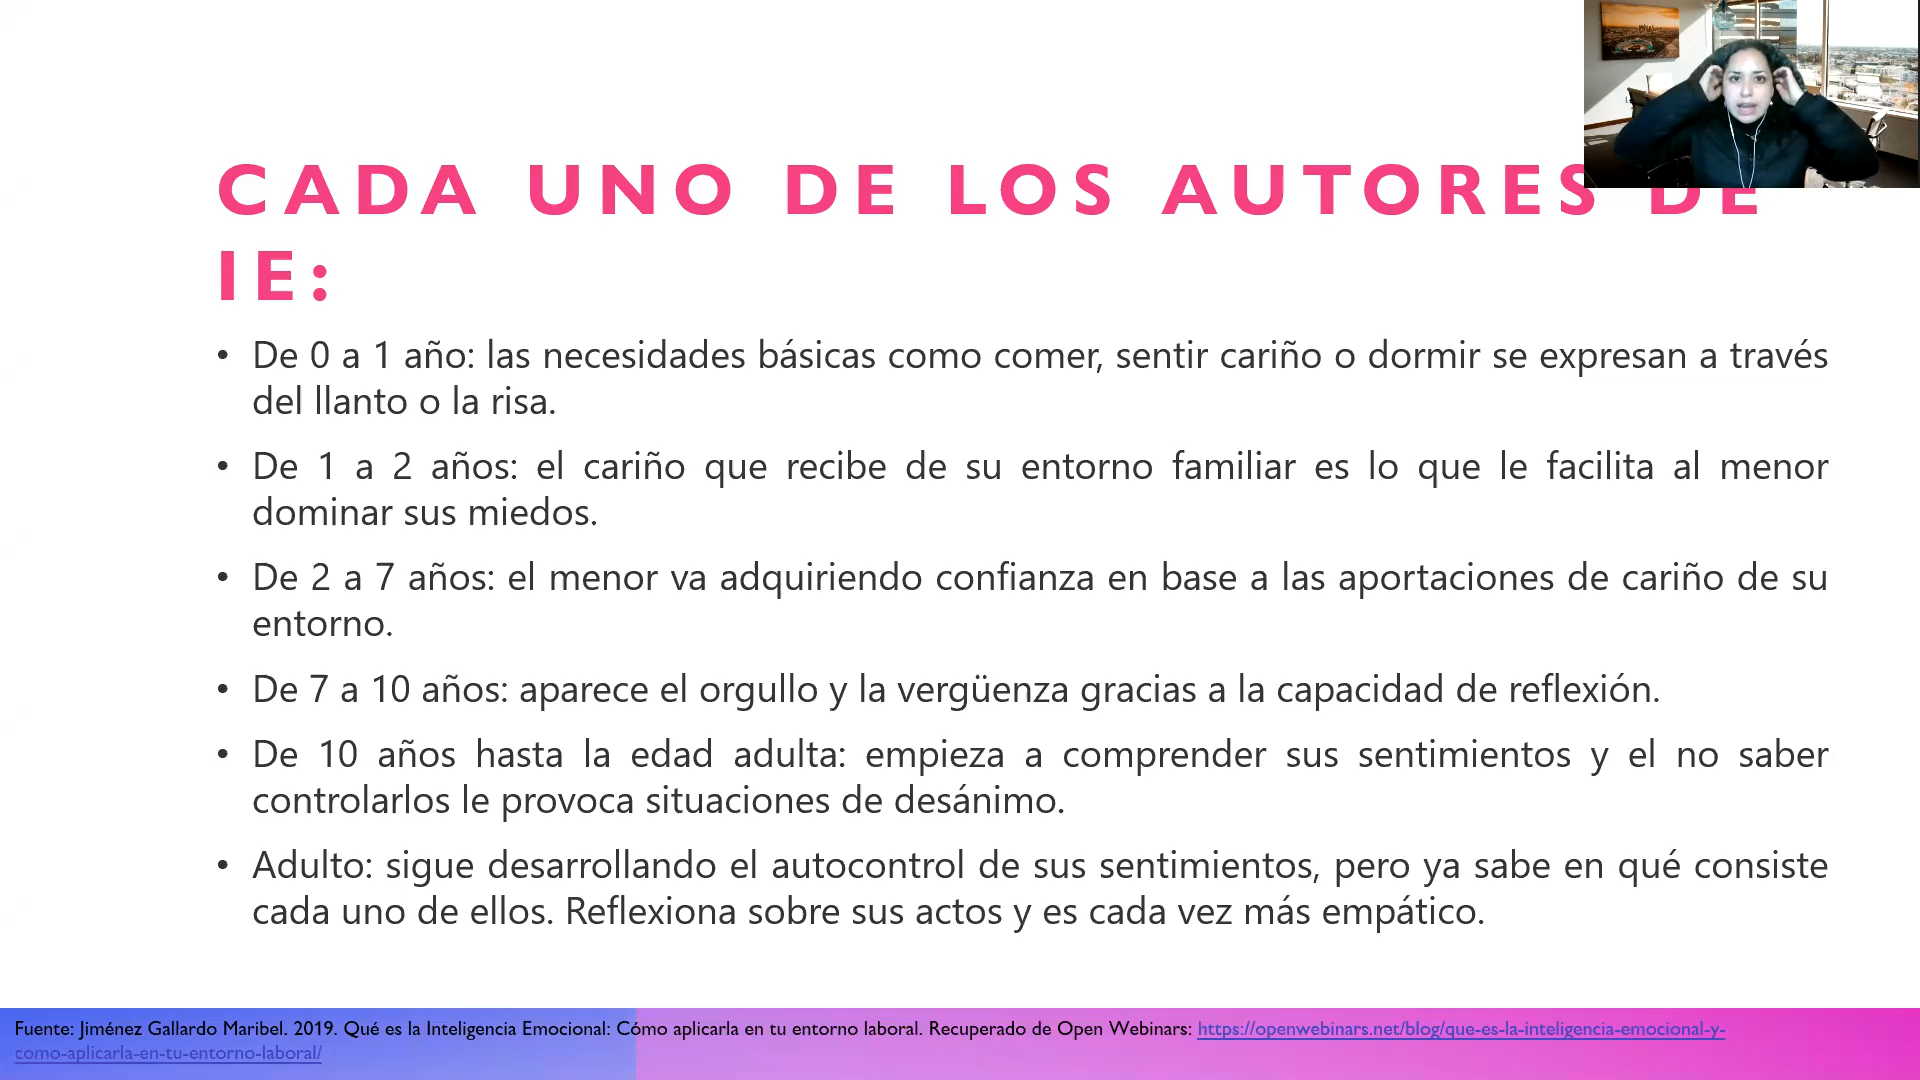 CADA UNO DE LOS AUTORES DE
IE:
• De 0 a 1 año: las necesidades básicas como comer, sentir cariño o dormir se expresan a través
del llanto o la risa.
• De 1 a 2 años: el cariño que recibe de su entorno familiar es lo que le facilita al menor
dominar sus miedos.
• De 2 a 7 años: el menor va adquiriendo confianza en base a las aportaciones de cariño de su
entorno.
• De 7 a 10 años: aparece el orgullo y la vergüenza gracias a la capacidad de reflexión.
• De 10 años hasta la edad adulta: empieza a comprender sus sentimientos y el no saber
controlarlos le provoca situaciones de desánimo.
• Adulto: sigue desarrollando el autocontrol de sus sentimientos, pero ya sabe en qué consiste
cada uno de ellos. Reflexiona sobre sus actos y es cada vez más empático.
Fuente: Jiménez Gallardo Maribel. 2019. Qué es la Inteligencia Emocional: Cómo aplicarla en tu entorno laboral. Recuperado de Open Webinars: https://openwebinars.net/blog/que-es-la-inteligencia-emocional-y-
como-aplicarla-en-tu-entorno-laboral/